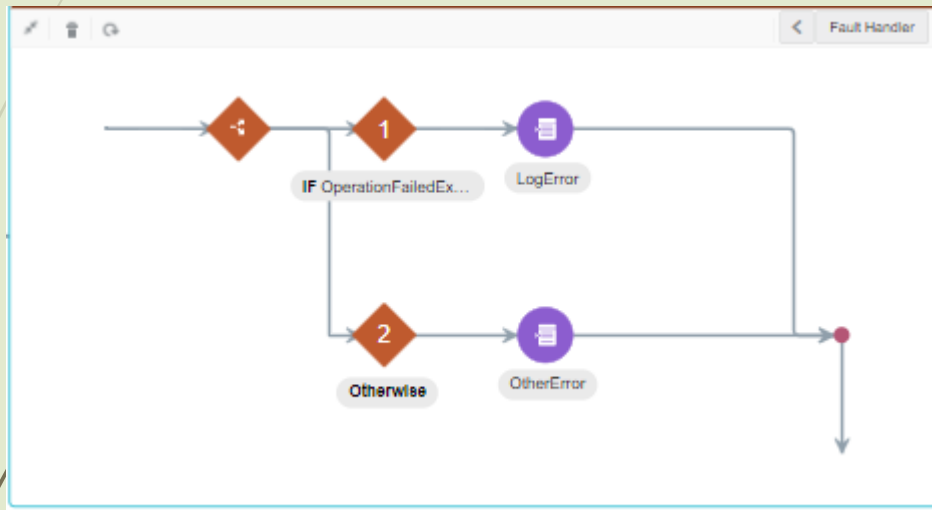 Fault Handler
1
IF OperationFailedEx...
LogError
2
Otherwise
OtherError